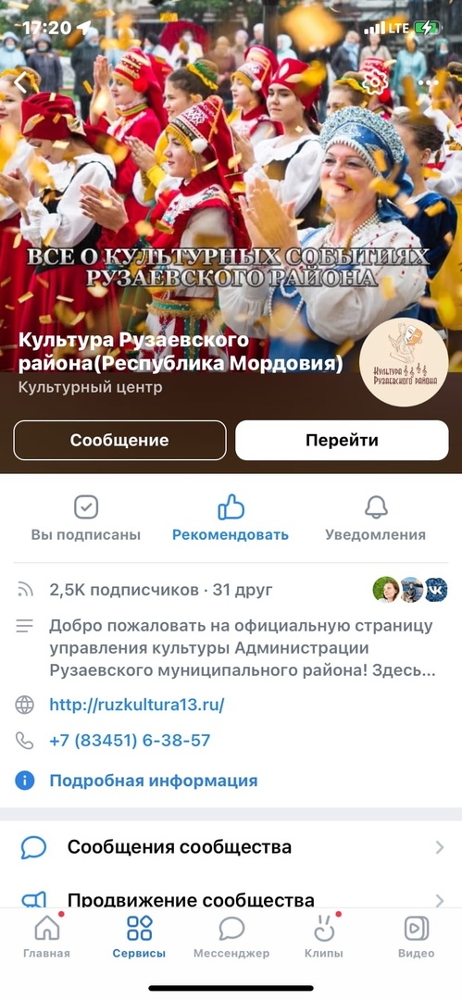 17:20
LTE
ВСЕ О КУЛЬТУРНЫХ СОБЫТИЯХ
РУЗАЕВСКОГО РАЙОНА
Культура Рузаевского
района(Республика Мордовия)
Культурный центр
Культура
Рузаевского района
Сообщение
Перейти
Вы подписаны
Рекомендовать
Уведомления
2,5K подписчиков · 31 друг
Добро пожаловать на официальную страницу
управления культуры Администрации
Рузаевского муниципального района! Здесь...
http://ruzkultura13.ru/
+7 (83451) 6-38-57
Подробная информация
Сообщения сообщества
Продвижение сообщества
Главная
Сервисы
Мессенджер
Клипы
Видео